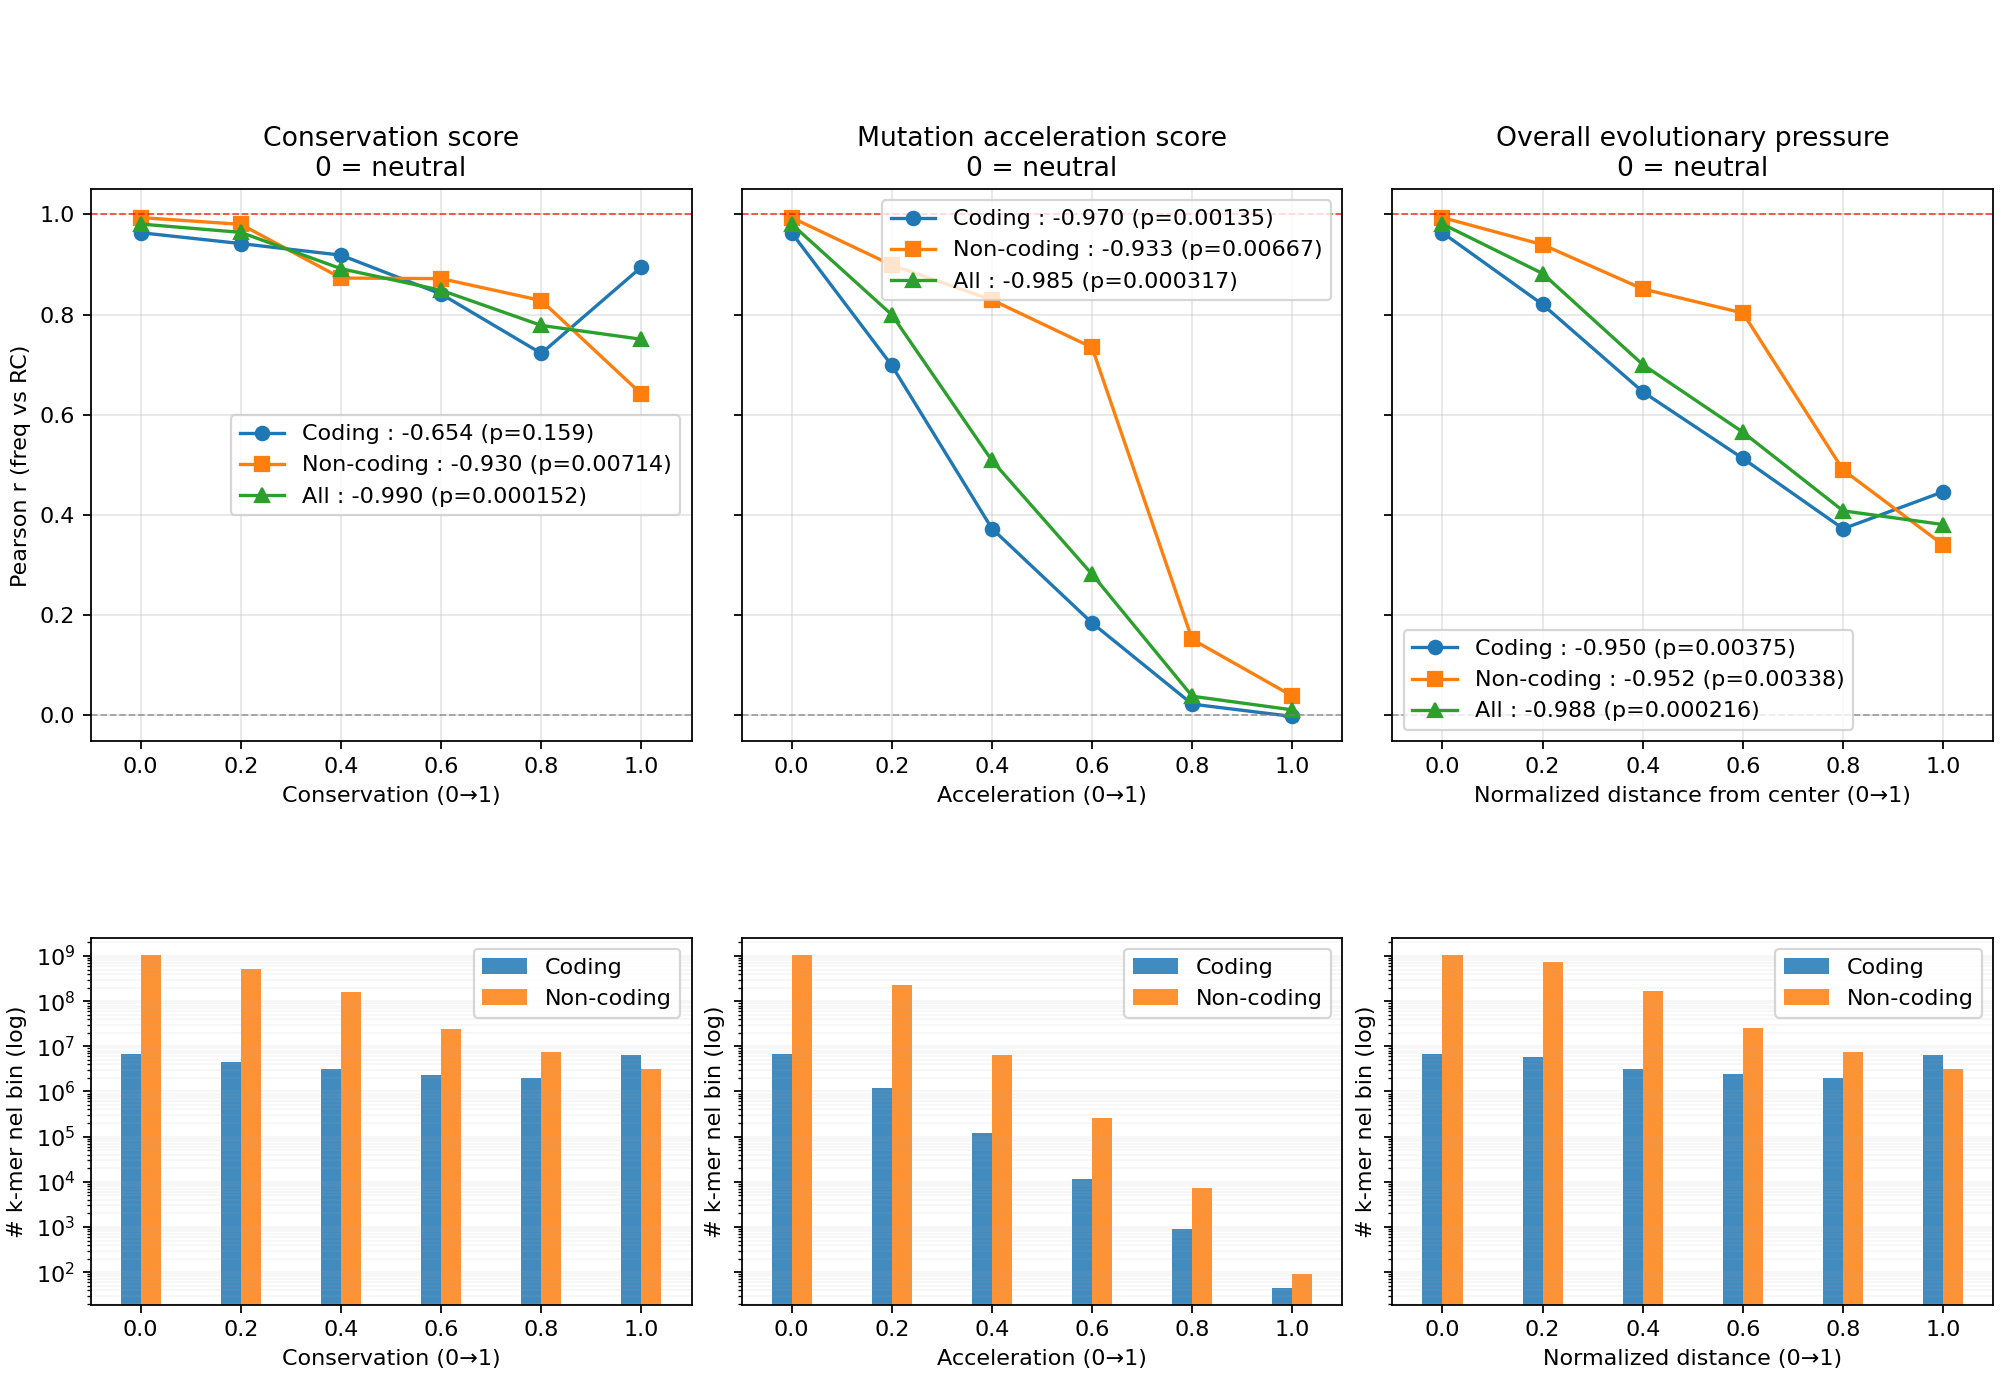 Conservation score
0 = neutral
Mutation acceleration score
0 = neutral
Overall evolutionary pressure
0 = neutral
Pearson r (freq vs RC)
1.0
0.8
0.6
0.4
0.2
0.0
Coding : -0.654 (p=0.159)
Non-coding : -0.930 (p=0.00714)
All : -0.990 (p=0.000152)
0.0 0.2 0.4 0.6 0.8 1.0
Conservation (0→1)
Coding : -0.970 (p=0.00135)
Non-coding : -0.933 (p=0.00667)
All : -0.985 (p=0.000317)
0.0 0.2 0.4 0.6 0.8 1.0
Acceleration (0→1)
Coding : -0.950 (p=0.00375)
Non-coding : -0.952 (p=0.00338)
All : -0.988 (p=0.000216)
0.0 0.2 0.4 0.6 0.8 1.0
Normalized distance from center (0→1)
# k-mer nel bin (log)
10⁹
10⁸
10⁷
10⁶
10⁵
10⁴
10³
10²
Coding
Non-coding
0.0 0.2 0.4 0.6 0.8 1.0
Conservation (0→1)
# k-mer nel bin (log)
Coding
Non-coding
0.0 0.2 0.4 0.6 0.8 1.0
Acceleration (0→1)
# k-mer nel bin (log)
Coding
Non-coding
0.0 0.2 0.4 0.6 0.8 1.0
Normalized distance (0→1)